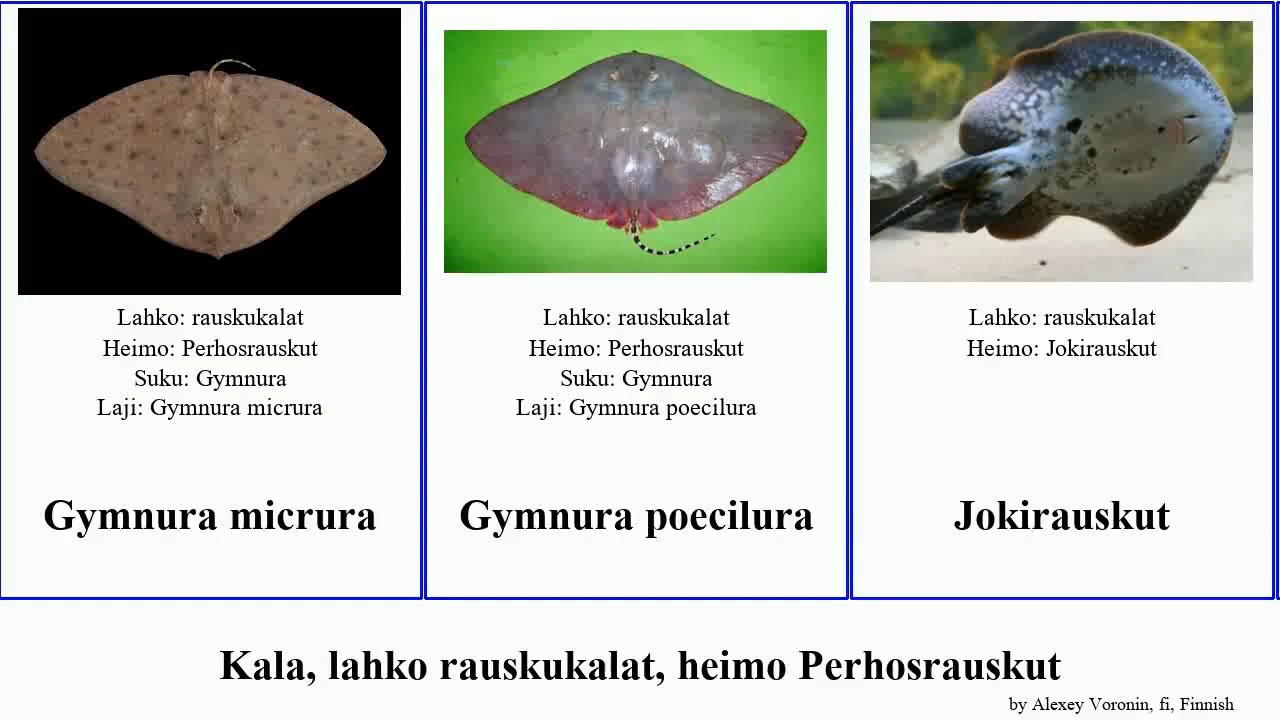 Lahko: rauskukalat
Heimo: Perhosrauskut
Suku: Gymnura
Laji: Gymnura micrura
Gymnura micrura
Lahko: rauskukalat
Heimo: Perhosrauskut
Suku: Gymnura
Laji: Gymnura poecilura
Gymnura poecilura
Lahko: rauskukalat
Heimo: Jokirauskut
Jokirauskut
Kala, lahko rauskukalat, heimo Perhosrauskut
by Alexey Voronin, fi, Finnish